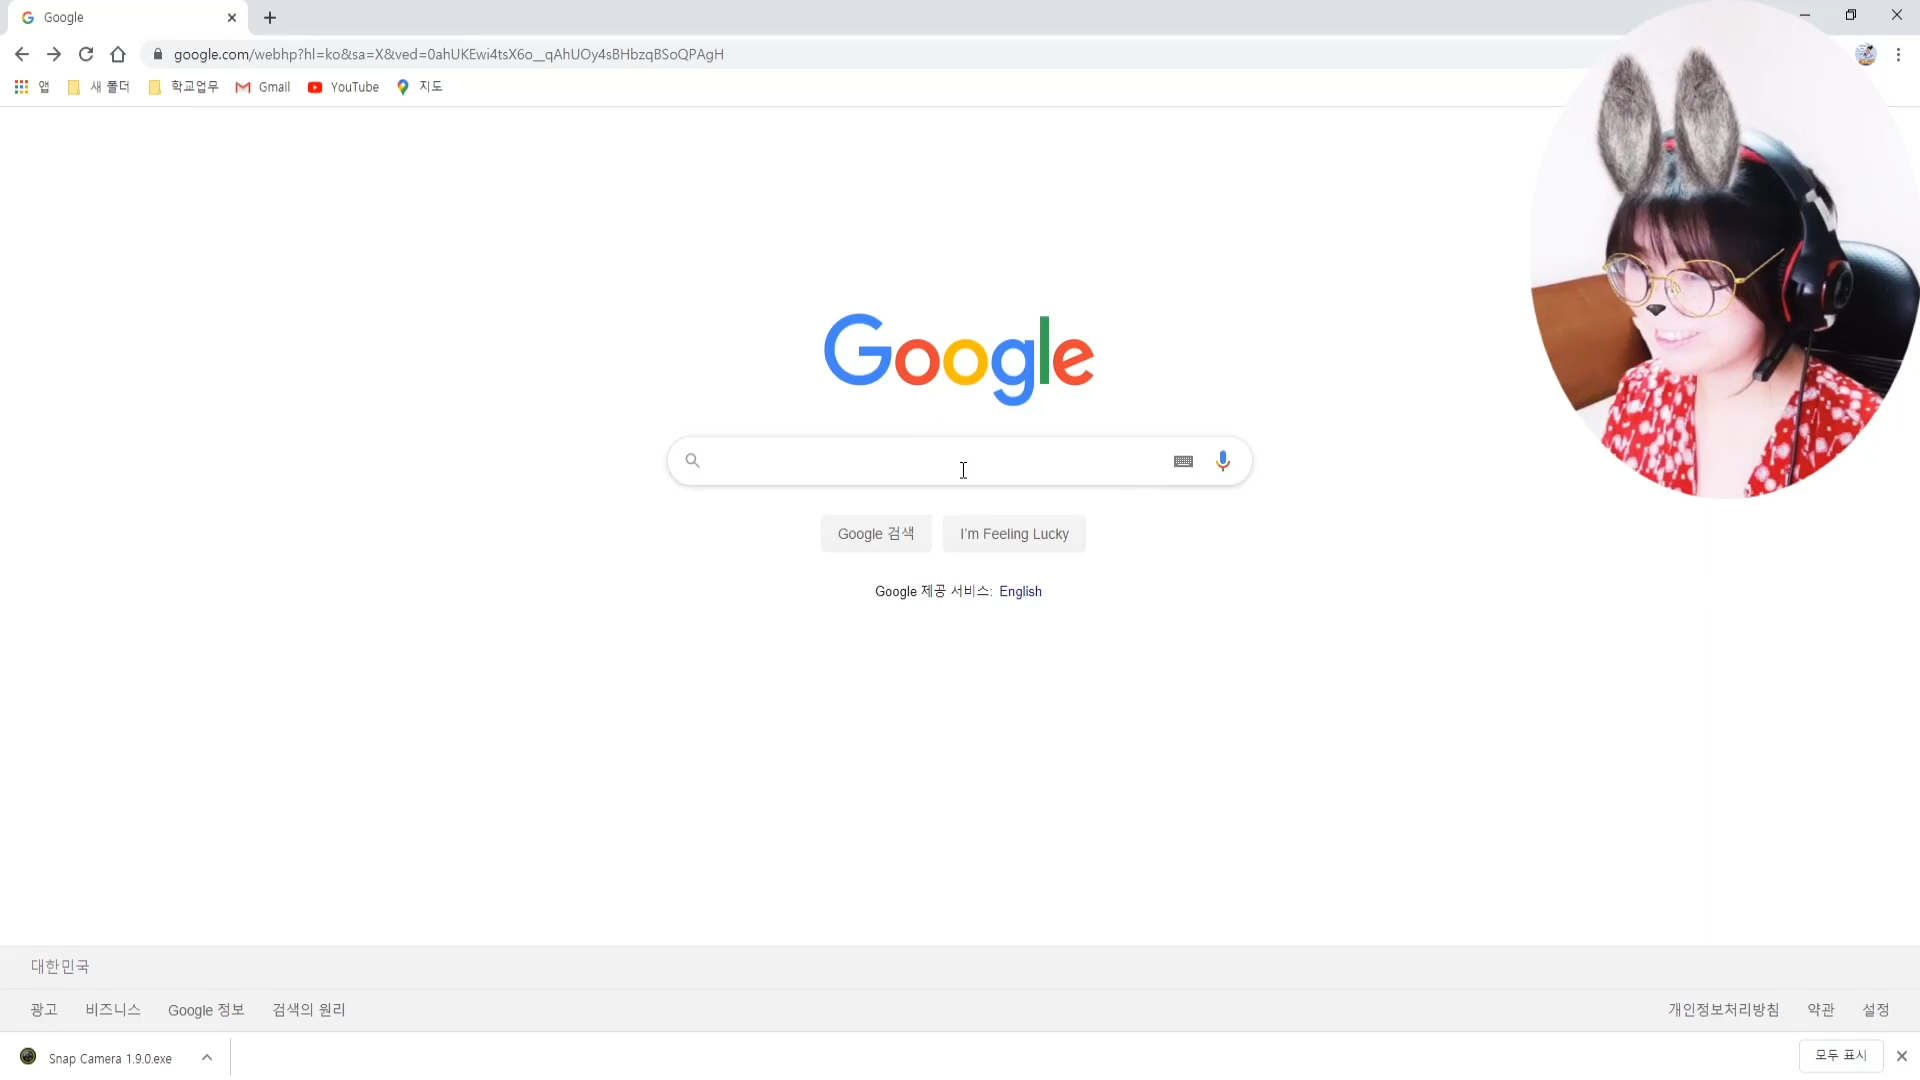 Google
google.com/webhp?hl=ko&sa=X&ved=0ahUKEwi4tsX6o__qAhUOy4sBHbzqBSoQPAgH
앱 새 폴더 학교업무 Gmail YouTube 지도
Google
Google 검색 I'm Feeling Lucky
Google 제공 서비스: English
대한민국
광고 비즈니스 Google 정보 검색의 원리 개인정보처리방침 약관 설정
Snap Camera 1.9.0.exe 모두 표시